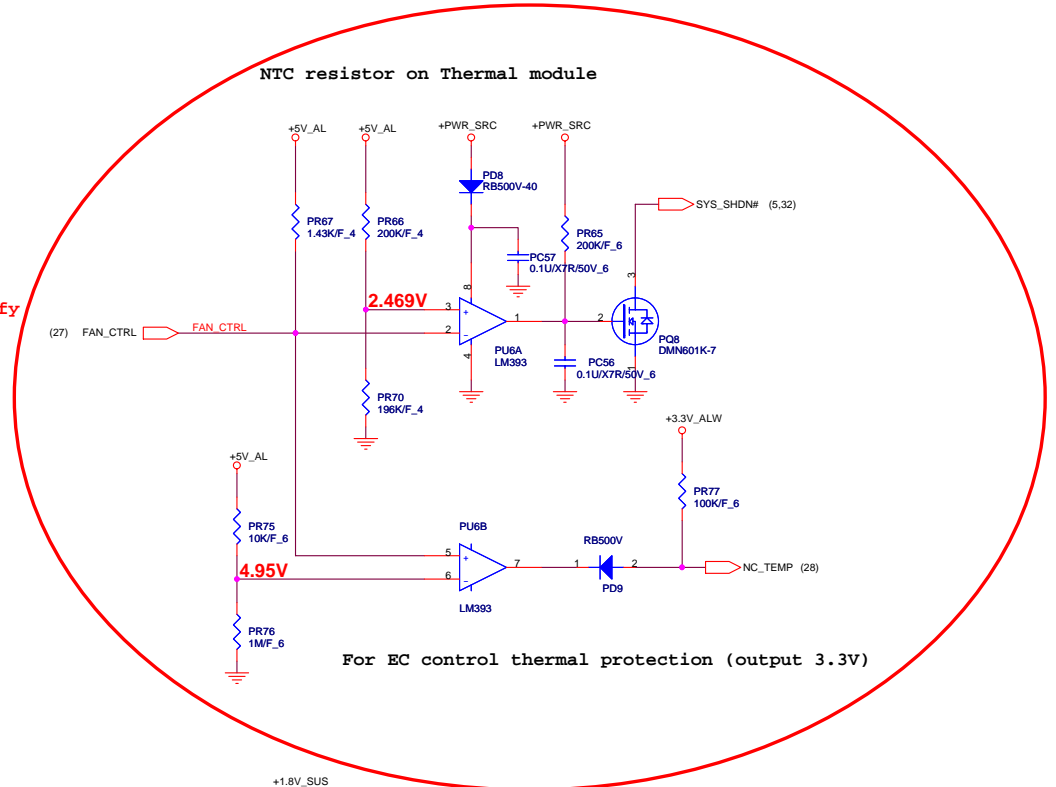 NTC resistor on Thermal module
+5V_AL
+5V_AL
+PWR_SRC
+PWR_SRC
PD8
RB500V-40
SYS_SHDN# (5,32)
PR67
1.43K/F_4
PR66
200K/F_4
PR65
200K/F_6
PC57
0.1U/X7R/50V_6
3
8
2.469V
3
+
fy
1
2
(27) FAN_CTRL
FAN_CTRL
2
-
PQ8
DMN601K-7
PU6A
LM393
4
1
PC56
0.1U/X7R/50V_6
PR70
196K/F_4
+3.3V_ALW
+5V_AL
PR77
100K/F_6
PR75
10K/F_6
PU6B
RB500V
5
+
7
1
2
NC_TEMP (28)
4.95V
6
-
PD9
LM393
PR76
1M/F_6
For EC control thermal protection (output 3.3V)
+1.8V_SUS